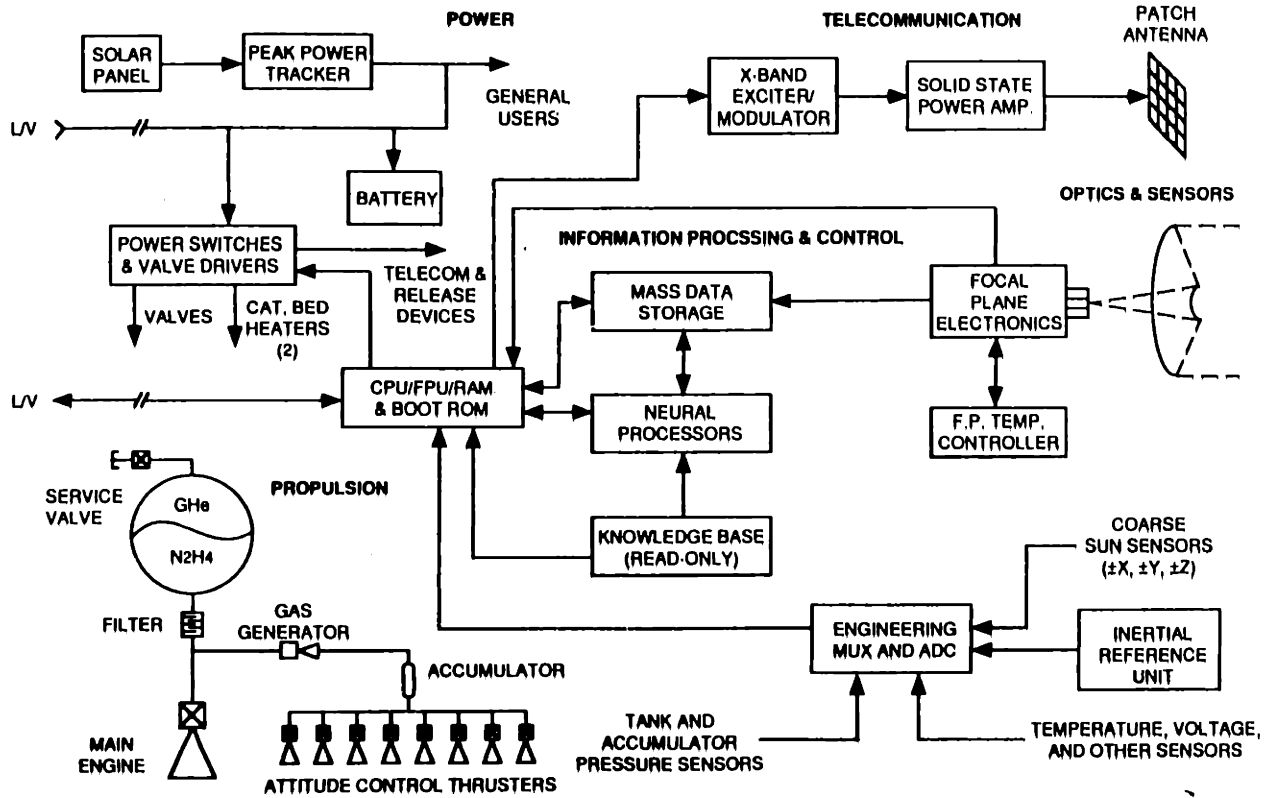 POWER
TELECOMMUNICATION
PATCH
ANTENNA
SOLAR
PANEL
PEAK POWER
TRACKER
GENERAL
USERS
X-BAND
EXCITER/
MODULATOR
SOLID STATE
POWER AMP.
L/V
BATTERY
OPTICS & SENSORS
POWER SWITCHES
& VALVE DRIVERS
INFORMATION PROCSSING & CONTROL
TELECOM &
RELEASE
DEVICES
VALVES
CAT. BED
HEATERS
(2)
MASS DATA
STORAGE
FOCAL
PLANE
ELECTRONICS
L/V
CPU/FPU/RAM
& BOOT ROM
NEURAL
PROCESSORS
F.P. TEMP.
CONTROLLER
SERVICE
VALVE
GHe
N2H4
PROPULSION
KNOWLEDGE BASE
(READ-ONLY)
COARSE
SUN SENSORS
(±X, ±Y, ±Z)
FILTER
GAS
GENERATOR
ENGINEERING
MUX AND ADC
INERTIAL
REFERENCE
UNIT
ACCUMULATOR
MAIN
ENGINE
ATTITUDE CONTROL THRUSTERS
TANK AND
ACCUMULATOR
PRESSURE SENSORS
TEMPERATURE, VOLTAGE,
AND OTHER SENSORS